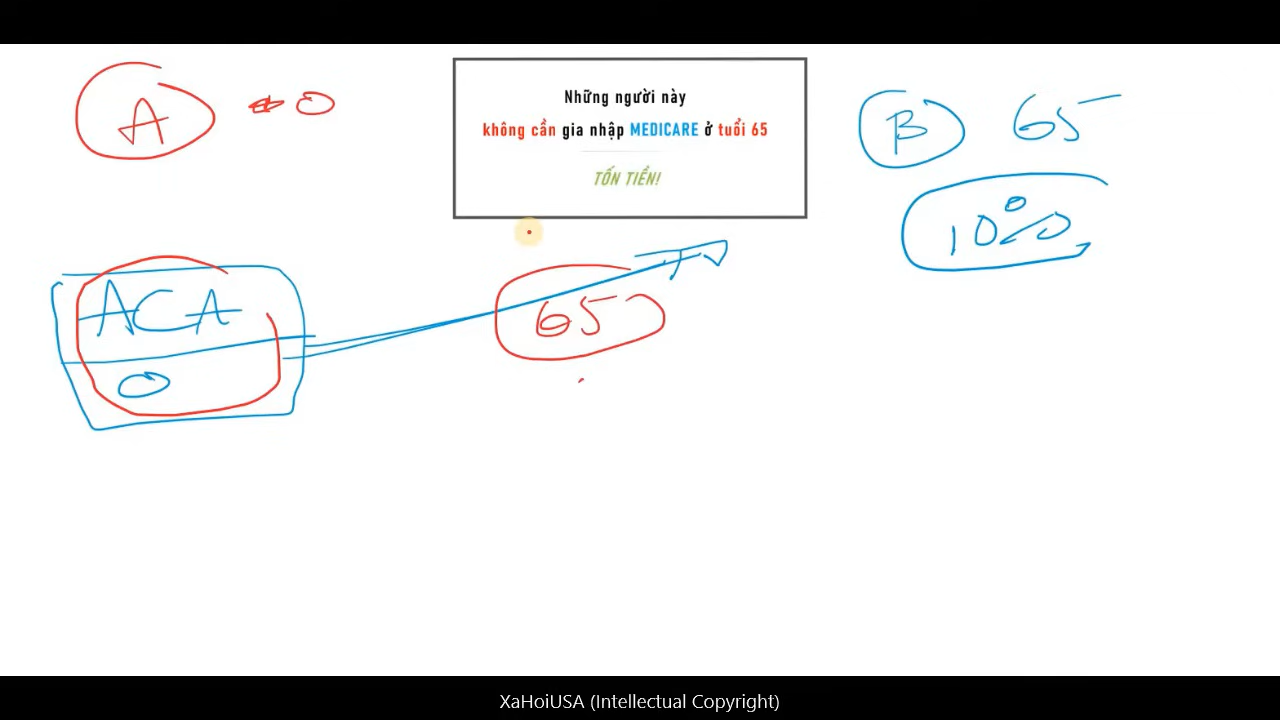 A 0
Những người này
không cần gia nhập MEDICARE ở tuổi 65
TỐN TIỀN!
B 65
10%
ACA
0
65
XaHoiUSA (Intellectual Copyright)